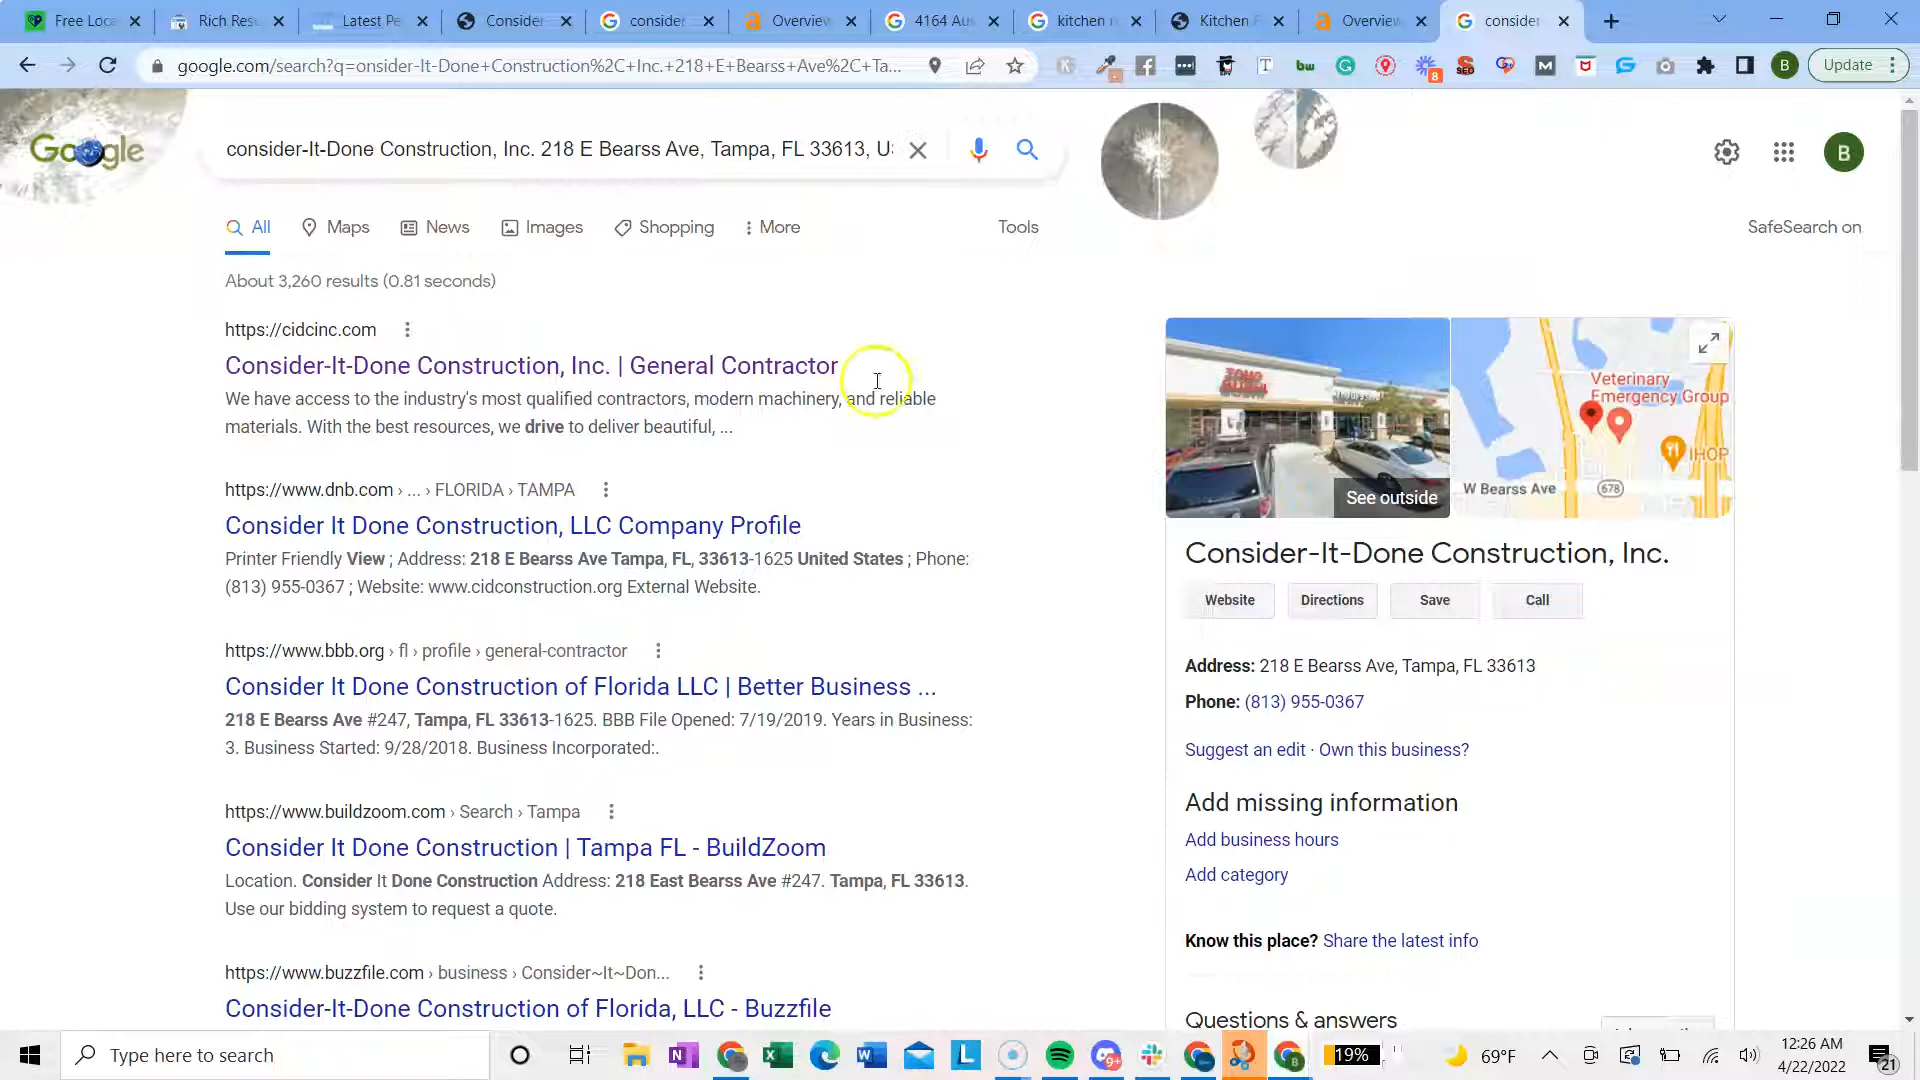 Free Loca
Rich Resu
Latest Pe
Consider-
consider-
Overview
4164 Aus
kitchen r
Kitchen R
Overview
consider-
google.com/search?q=onsider-It-Done+Construction%2C+Inc.+218+E+Bearss+Ave%2C+Ta...
B
Update
Google
consider-It-Done Construction, Inc. 218 E Bearss Ave, Tampa, FL 33613, US
B
All
Maps
News
Images
Shopping
More
Tools
SafeSearch on
About 3,260 results (0.81 seconds)
https://cidcinc.com
Consider-It-Done Construction, Inc. | General Contractor
We have access to the industry's most qualified contractors, modern machinery, and reliable
materials. With the best resources, we drive to deliver beautiful, ...
https://www.dnb.com › ... › FLORIDA › TAMPA
Consider It Done Construction, LLC Company Profile
Printer Friendly View ; Address: 218 E Bearss Ave Tampa, FL, 33613-1625 United States ; Phone:
(813) 955-0367 ; Website: www.cidconstruction.org External Website.
https://www.bbb.org › fl › profile › general-contractor
Consider It Done Construction of Florida LLC | Better Business ...
218 E Bearss Ave #247, Tampa, FL 33613-1625. BBB File Opened: 7/19/2019. Years in Business:
3. Business Started: 9/28/2018. Business Incorporated:.
https://www.buildzoom.com › Search › Tampa
Consider It Done Construction | Tampa FL - BuildZoom
Location. Consider It Done Construction Address: 218 East Bearss Ave #247. Tampa, FL 33613.
Use our bidding system to request a quote.
https://www.buzzfile.com › business › Consider~It~Don...
Consider-It-Done Construction of Florida, LLC - Buzzfile
See outside
Veterinary
Emergency Group
IHOP
W Bearss Ave
678
Consider-It-Done Construction, Inc.
Website
Directions
Save
Call
Address: 218 E Bearss Ave, Tampa, FL 33613
Phone: (813) 955-0367
Suggest an edit · Own this business?
Add missing information
Add business hours
Add category
Know this place? Share the latest info
Questions & answers
Type here to search
19%
69°F
12:26 AM
4/22/2022
21